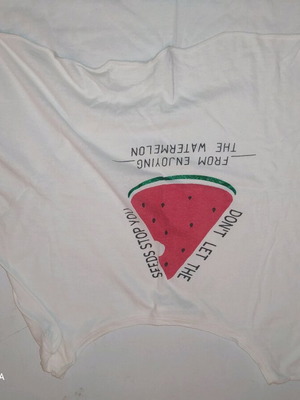 DON'T LET THE
SEEDS STOP YOU
FROM ENJOYING
THE WATERMELON
A